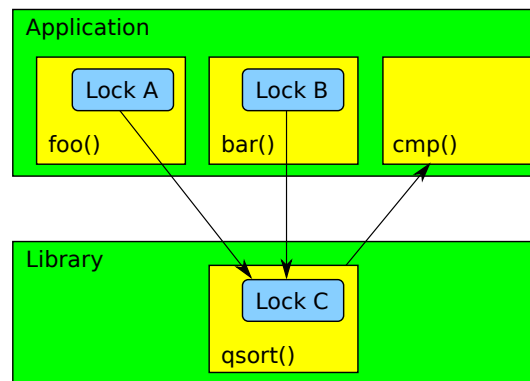 Application
Lock A
Lock B
foo()
bar()
cmp()
Library
Lock C
qsort()